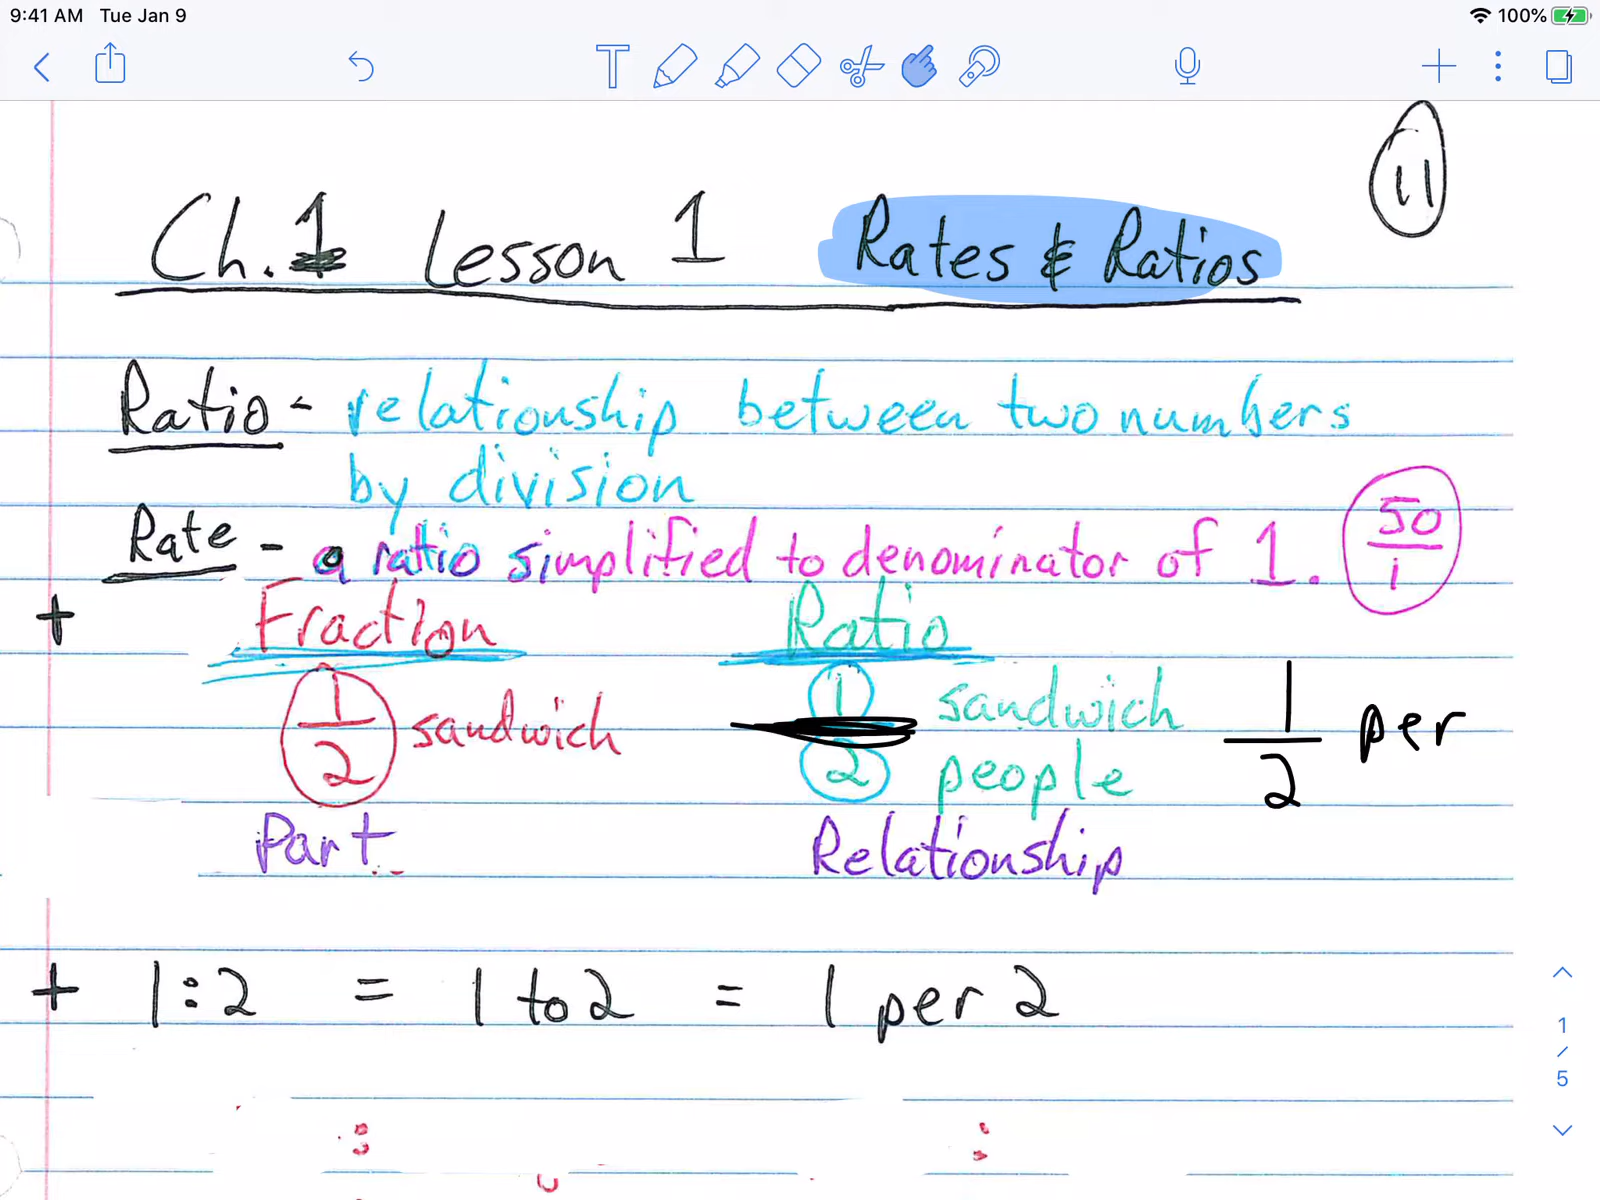 9:41 AM Tue Jan 9
100%
T
11
Ch. 1 Lesson 1 Rates & Ratios
Ratio - relationship between two numbers
by division
Rate - a ratio simplified to denominator of 1. 50/1
+ Fraction Ratio
1/2 sandwich 1 sandwich 1/2 per
2 people
Part Relationship
+ 1:2 = 1 to 2 = 1 per 2
1
/
5